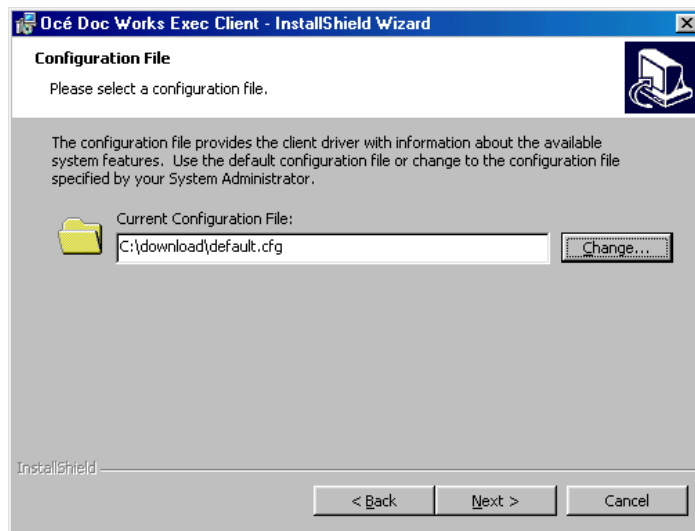 Océ Doc Works Exec Client - InstallShield Wizard
Configuration File
Please select a configuration file.
The configuration file provides the client driver with information about the available
system features. Use the default configuration file or change to the configuration file
specified by your System Administrator.
Current Configuration File:
C:\download\default.cfg
Change...
InstallShield
< Back
Next >
Cancel